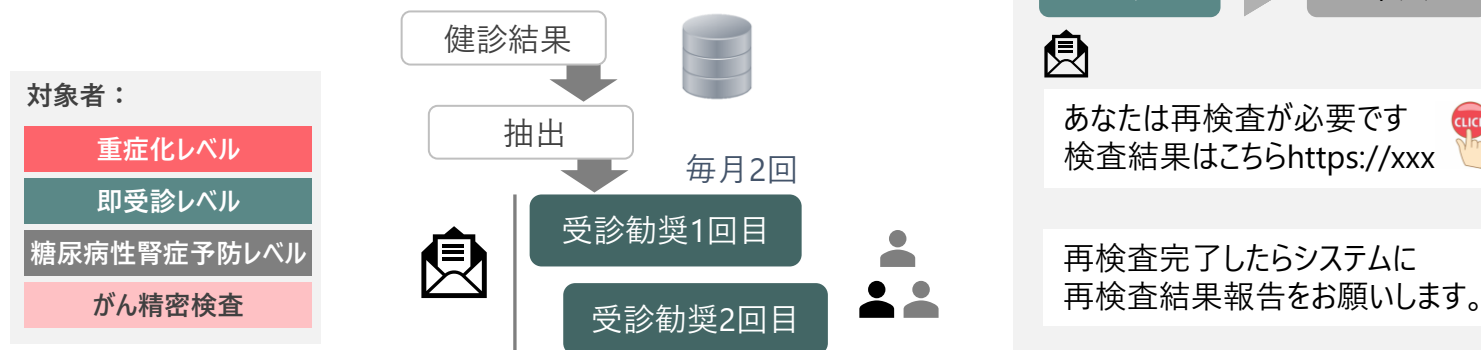 対象者：
重症化レベル
即受診レベル
糖尿病性腎症予防レベル
がん精密検査
健診結果
抽出
毎月2回
受診勧奨1回目
受診勧奨2回目
あなたは再検査が必要です
検査結果はこちらhttps://xxx
再検査完了したらシステムに
再検査結果報告をお願いします。